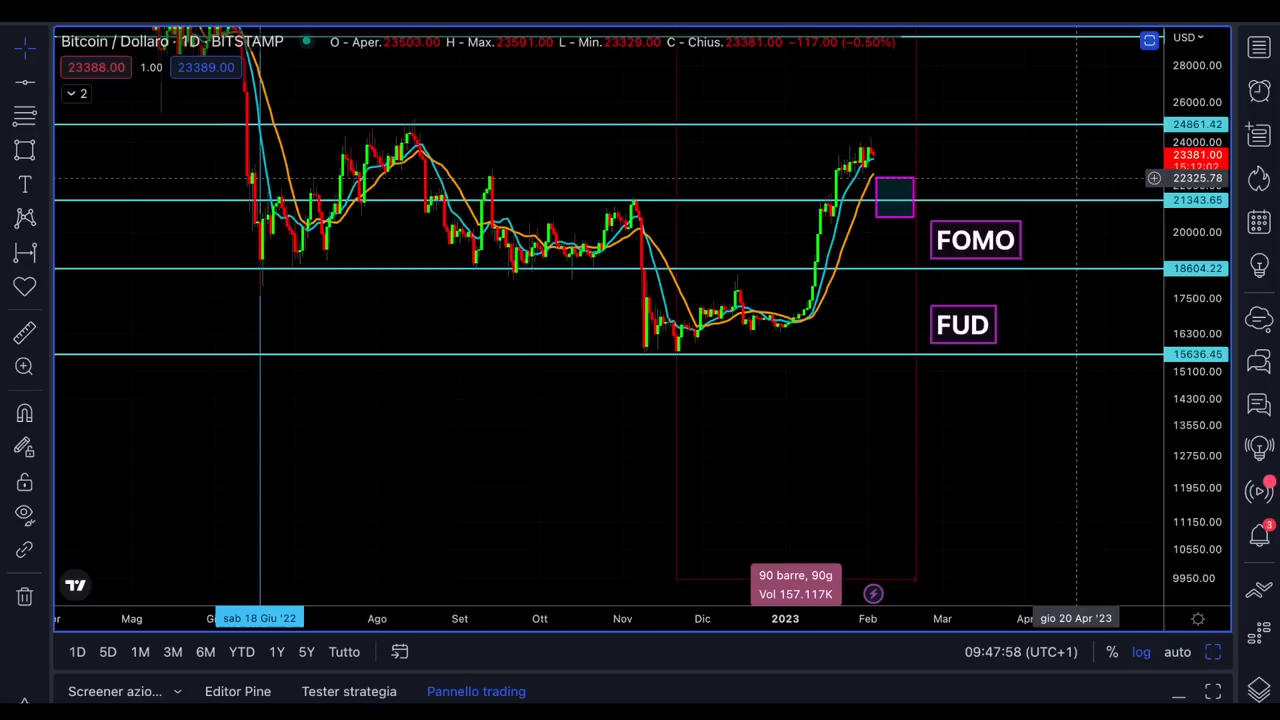 Bitcoin / Dollaro · 1D · BITSTAMP O - Aper.23503.00 H - Max.23591.00 L - Min.23329.00 C - Chius.23381.00 −117.00 (−0.50%)
USD
23388.00 1.00 23389.00
2
28000.00
26000.00
24861.42
24000.00
23381.00
15:12:02
22325.78
21343.65
20000.00
FOMO
18604.22
17500.00
FUD
16300.00
15636.45
15100.00
14300.00
13550.00
12750.00
11950.00
11150.00
10550.00
9950.00
90 barre, 90g
Vol 157.117K
Mag sab 18 Giu '22 Ago Set Ott Nov Dic 2023 Feb Mar gio 20 Apr '23
1D 5D 1M 3M 6M YTD 1Y 5Y Tutto 09:47:58 (UTC+1) % log auto
Screener azio... Editor Pine Tester strategia Pannello trading
3